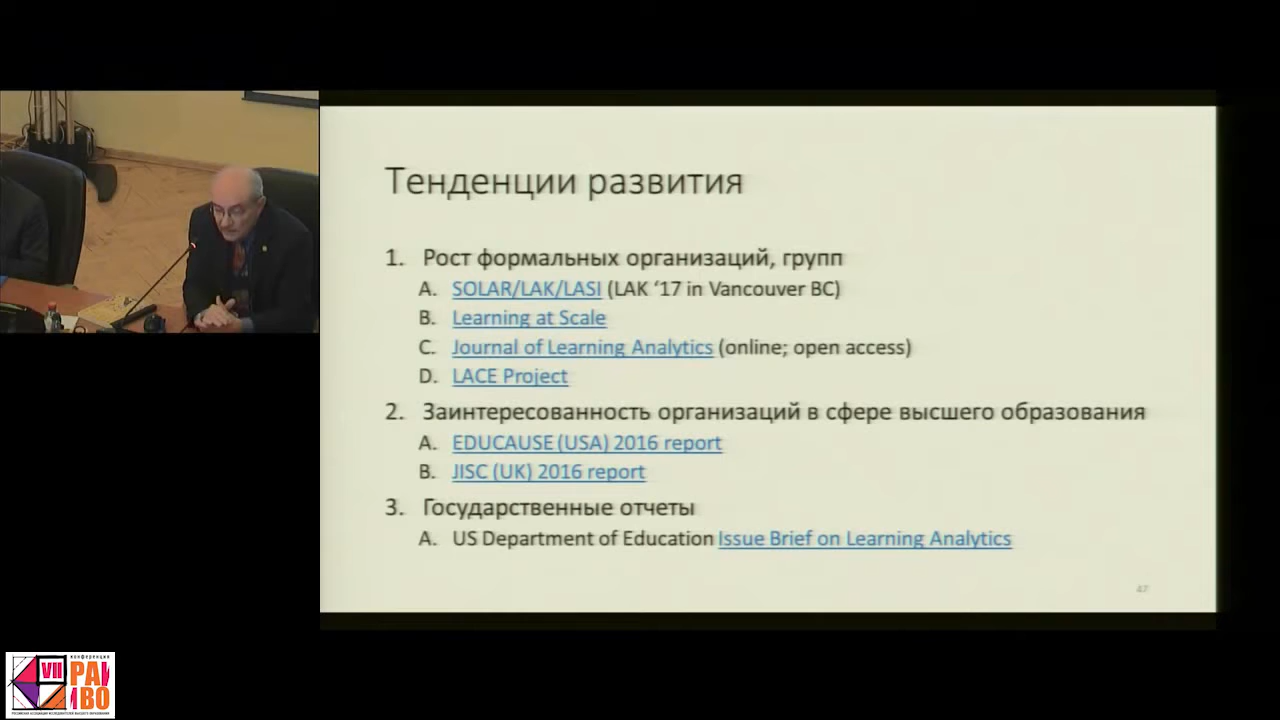 Тенденции развития
1. Рост формальных организаций, групп
A. SOLAR/LAK/LASI (LAK ‘17 in Vancouver BC)
B. Learning at Scale
C. Journal of Learning Analytics (online; open access)
D. LACE Project
2. Заинтересованность организаций в сфере высшего образования
A. EDUCAUSE (USA) 2016 report
B. JISC (UK) 2016 report
3. Государственные отчеты
A. US Department of Education Issue Brief on Learning Analytics
47
конференция
VII